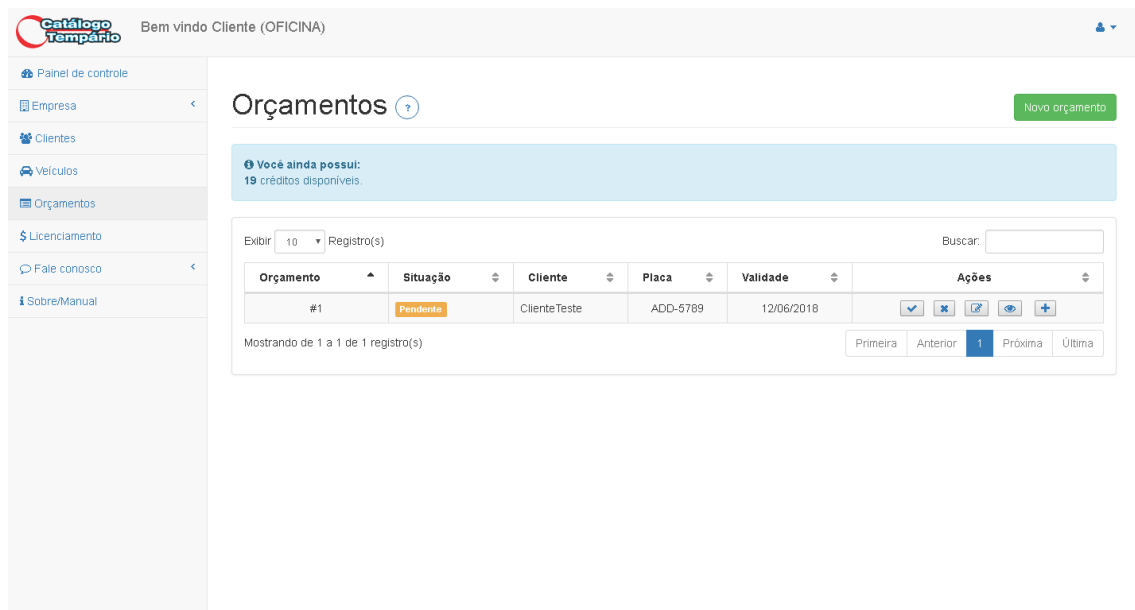 Catálogo
Tempário
Bem vindo Cliente (OFICINA)
Painel de controle
Empresa
Clientes
Veículos
Orçamentos
Licenciamento
Fale conosco
Sobre/Manual
Orçamentos ?
Novo orçamento
Você ainda possui:
19 créditos disponíveis.
Exibir 10 Registro(s)
Buscar:
Orçamento Situação Cliente Placa Validade Ações
#1 Pendente ClienteTeste ADD-5789 12/06/2018
Mostrando de 1 a 1 de 1 registro(s)
Primeira Anterior 1 Próxima Última